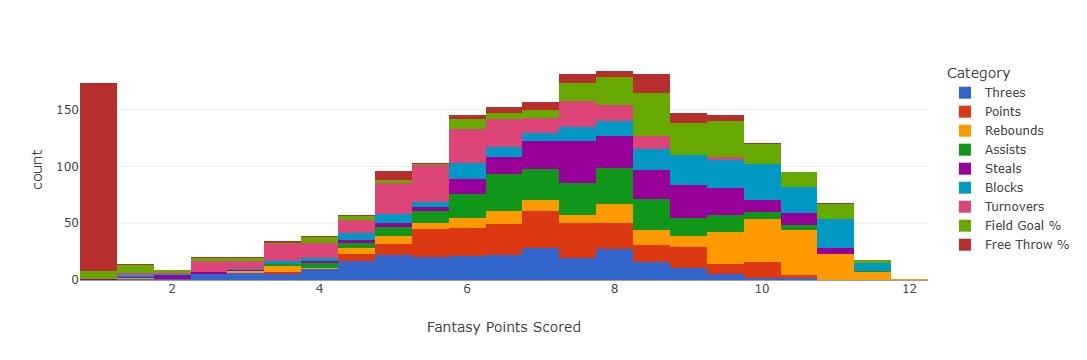 150
100
50
0
count
2 4 6 8 10 12
Fantasy Points Scored
Category
Threes
Points
Rebounds
Assists
Steals
Blocks
Turnovers
Field Goal %
Free Throw %